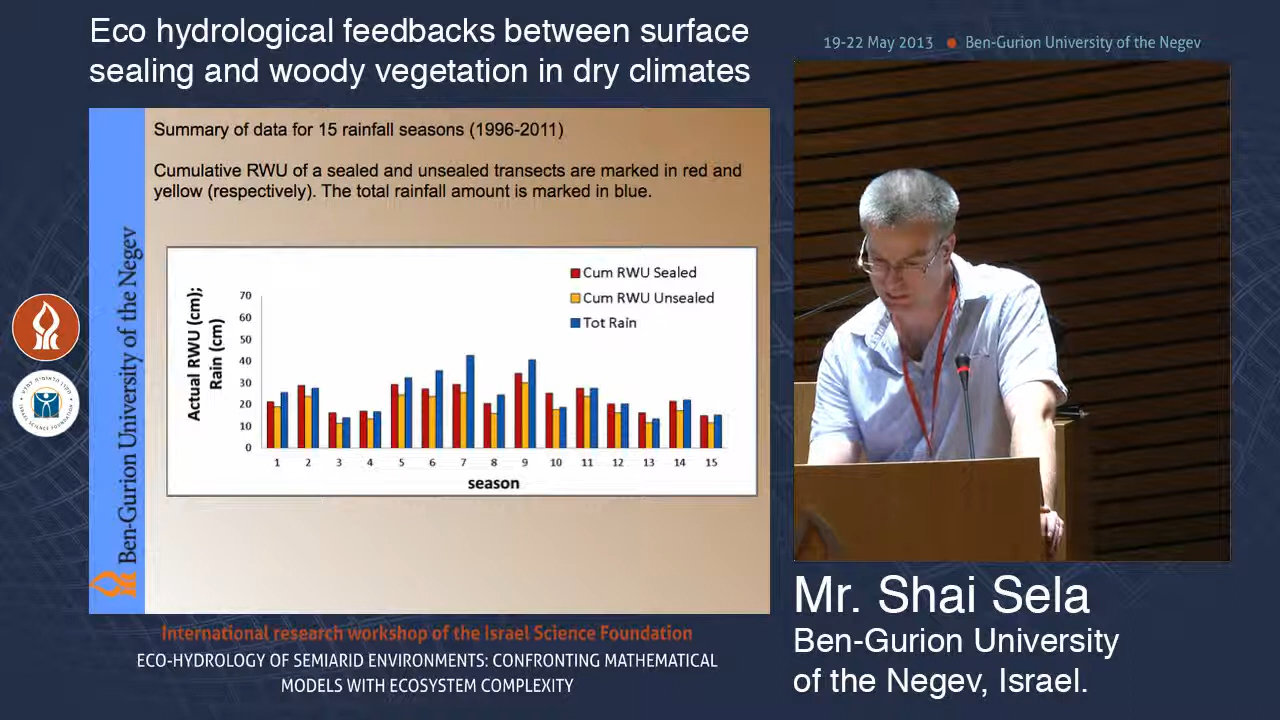 Eco hydrological feedbacks between surface
sealing and woody vegetation in dry climates
19-22 May 2013 ● Ben-Gurion University of the Negev
Ben-Gurion University of the Negev
Summary of data for 15 rainfall seasons (1996-2011)
Cumulative RWU of a sealed and unsealed transects are marked in red and
yellow (respectively). The total rainfall amount is marked in blue.
Cum RWU Sealed
Cum RWU Unsealed
Tot Rain
Actual RWU (cm);
Rain (cm)
70
60
50
40
30
20
10
0
1 2 3 4 5 6 7 8 9 10 11 12 13 14 15
season
International research workshop of the Israel Science Foundation
ECO-HYDROLOGY OF SEMIARID ENVIRONMENTS: CONFRONTING MATHEMATICAL
MODELS WITH ECOSYSTEM COMPLEXITY
Mr. Shai Sela
Ben-Gurion University
of the Negev, Israel.